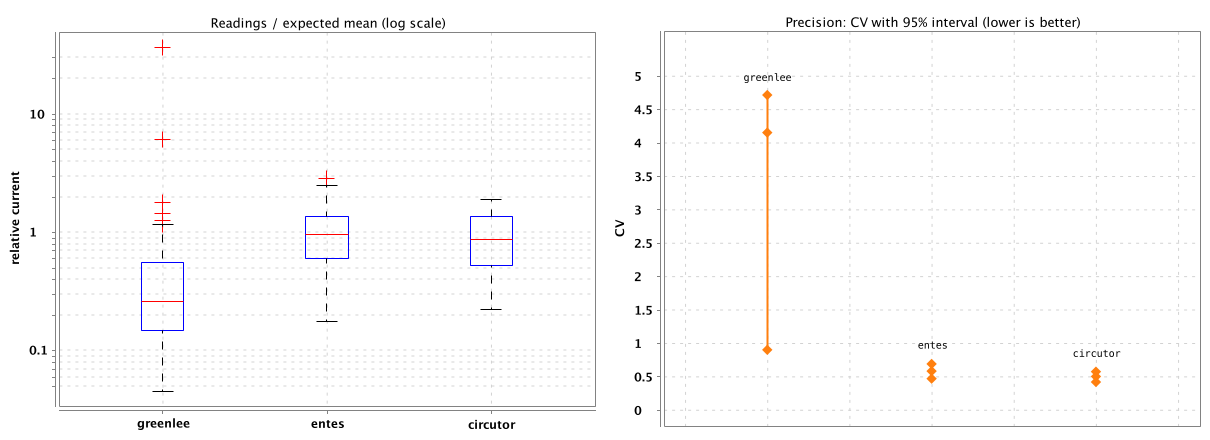 Readings / expected mean (log scale)
relative current
10
1
0.1
greenlee
entes
circutor
Precision: CV with 95% interval (lower is better)
CV
5
4.5
4
3.5
3
2.5
2
1.5
1
0.5
0
greenlee
entes
circutor